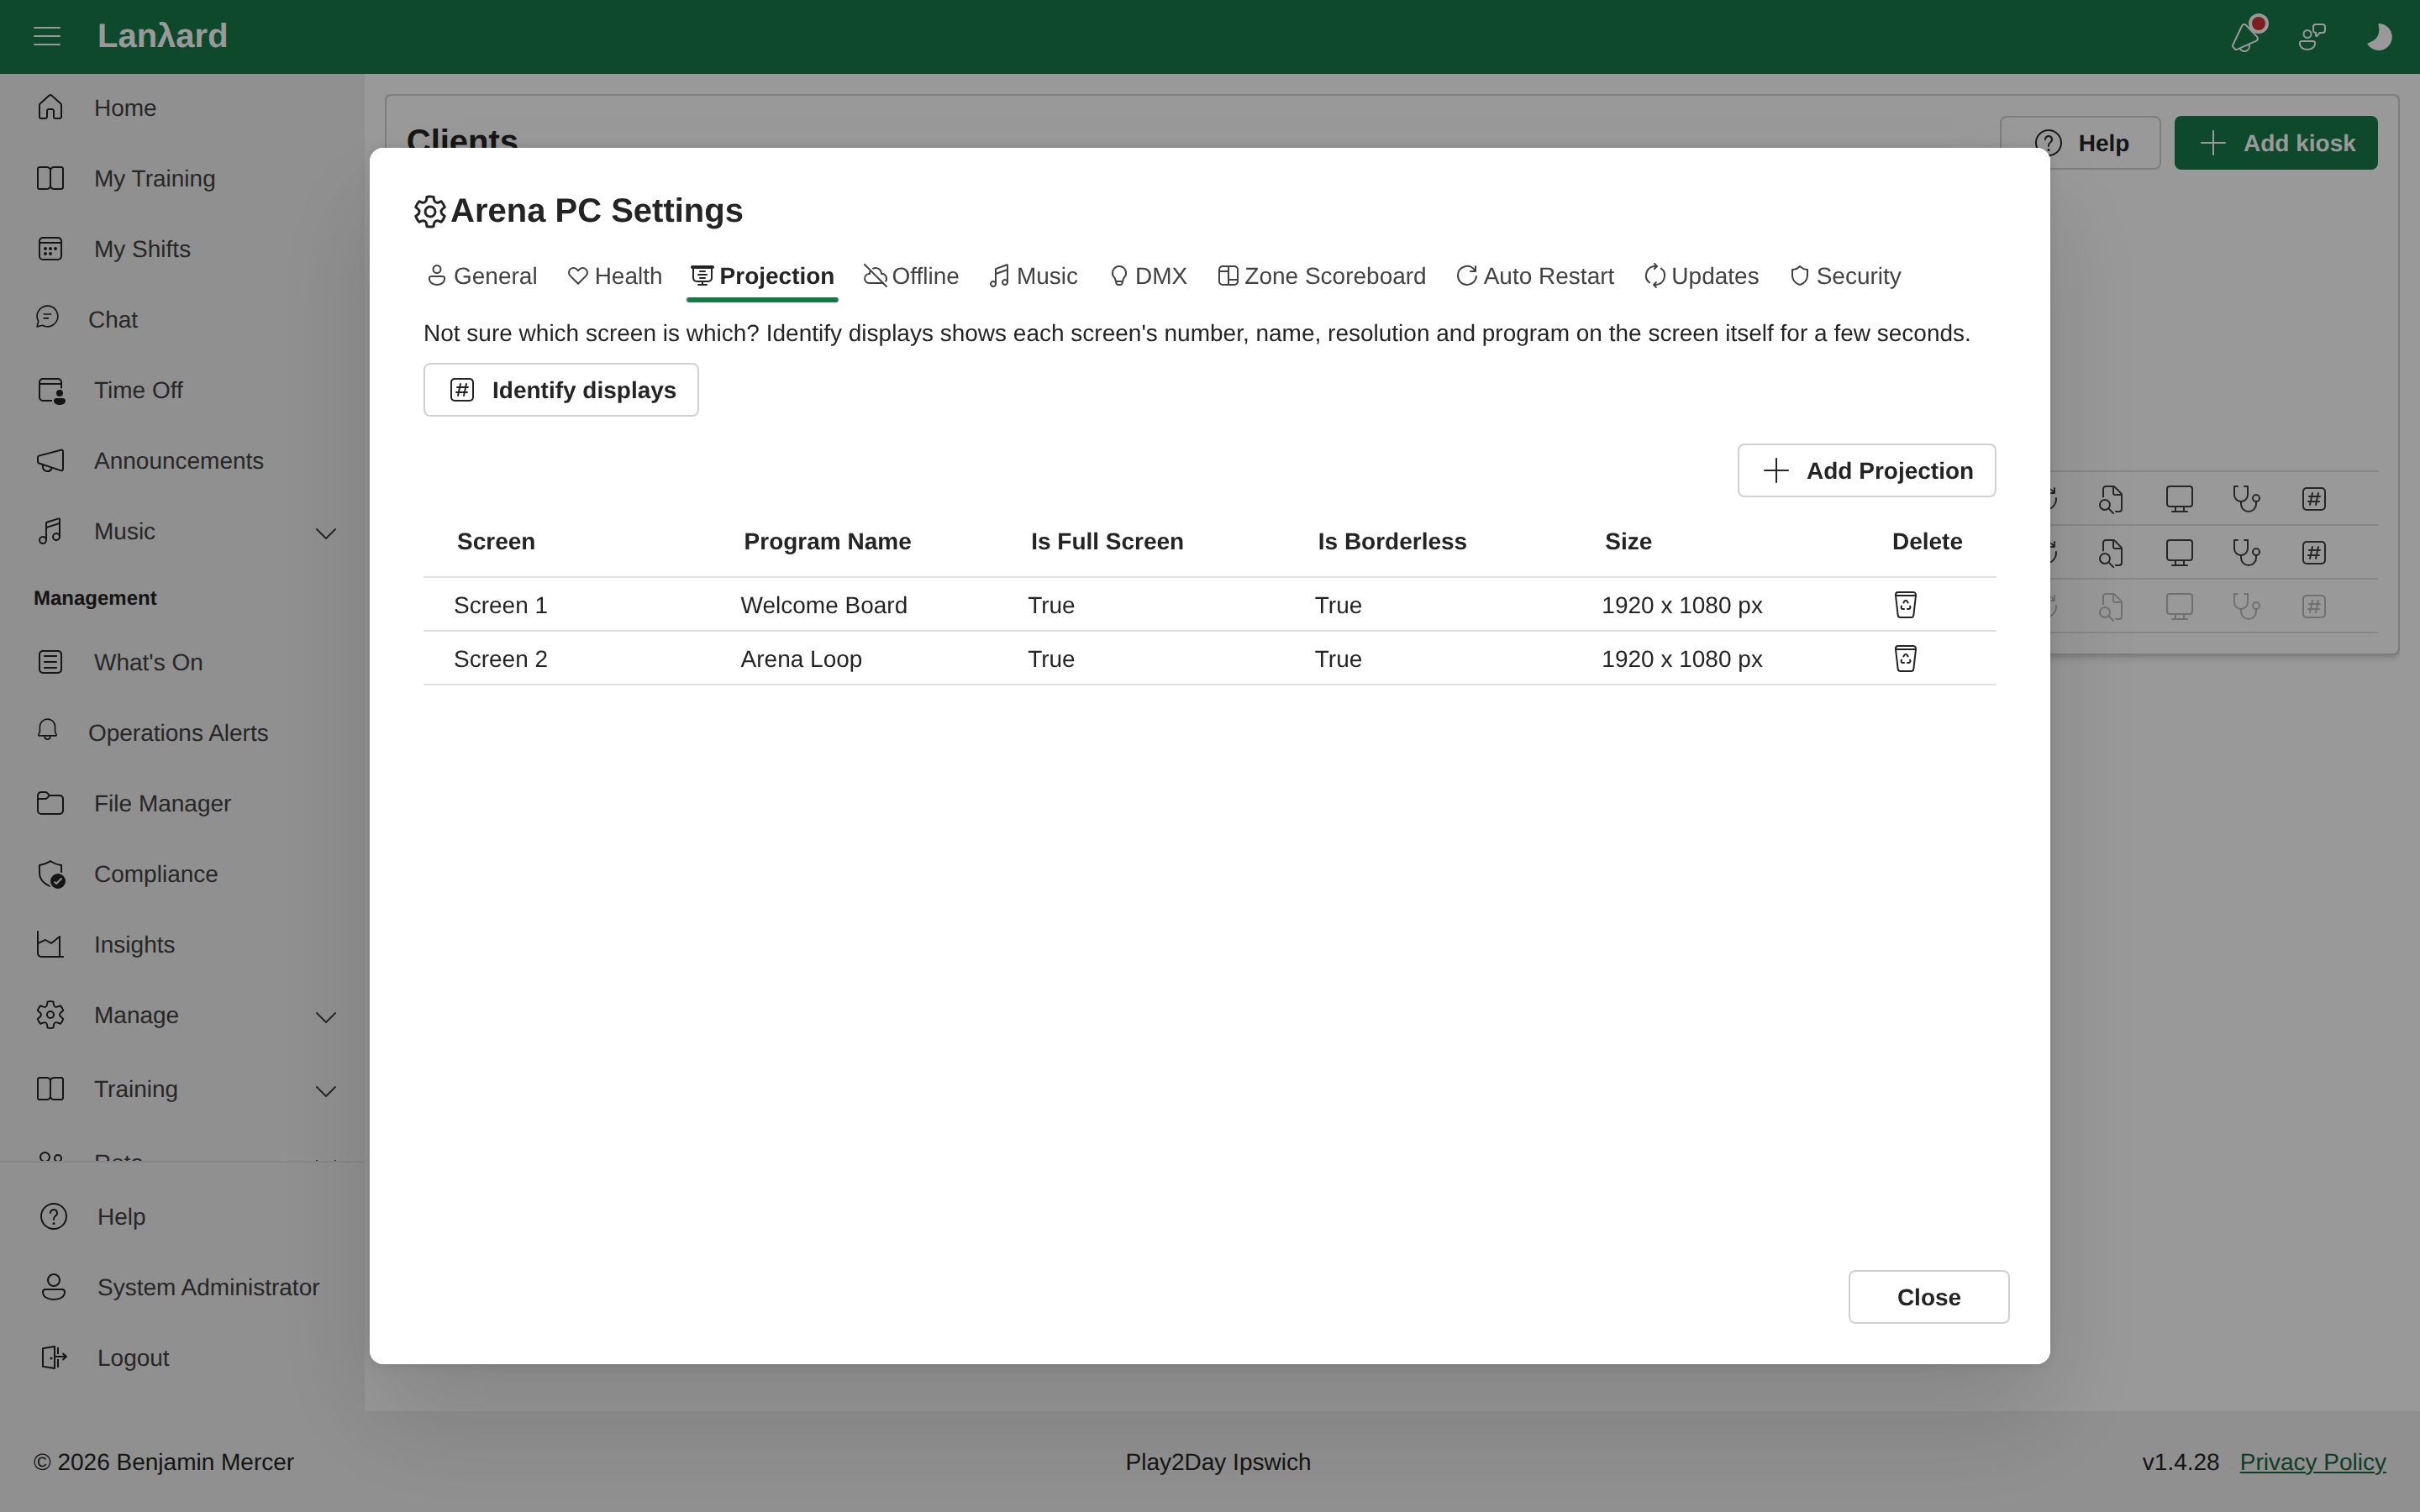 Lanλard
Home
My Training
My Shifts
Chat
Time Off
Announcements
Music
Management
What's On
Operations Alerts
File Manager
Compliance
Insights
Manage
Training
Rota
Help
System Administrator
Logout
Clients
Help
Add kiosk
Arena PC Settings
General Health Projection Offline Music DMX Zone Scoreboard Auto Restart Updates Security
Not sure which screen is which? Identify displays shows each screen's number, name, resolution and program on the screen itself for a few seconds.
Identify displays
Add Projection
Screen Program Name Is Full Screen Is Borderless Size Delete
Screen 1 Welcome Board True True 1920 x 1080 px
Screen 2 Arena Loop True True 1920 x 1080 px
Close
© 2026 Benjamin Mercer
Play2Day Ipswich
v1.4.28 Privacy Policy